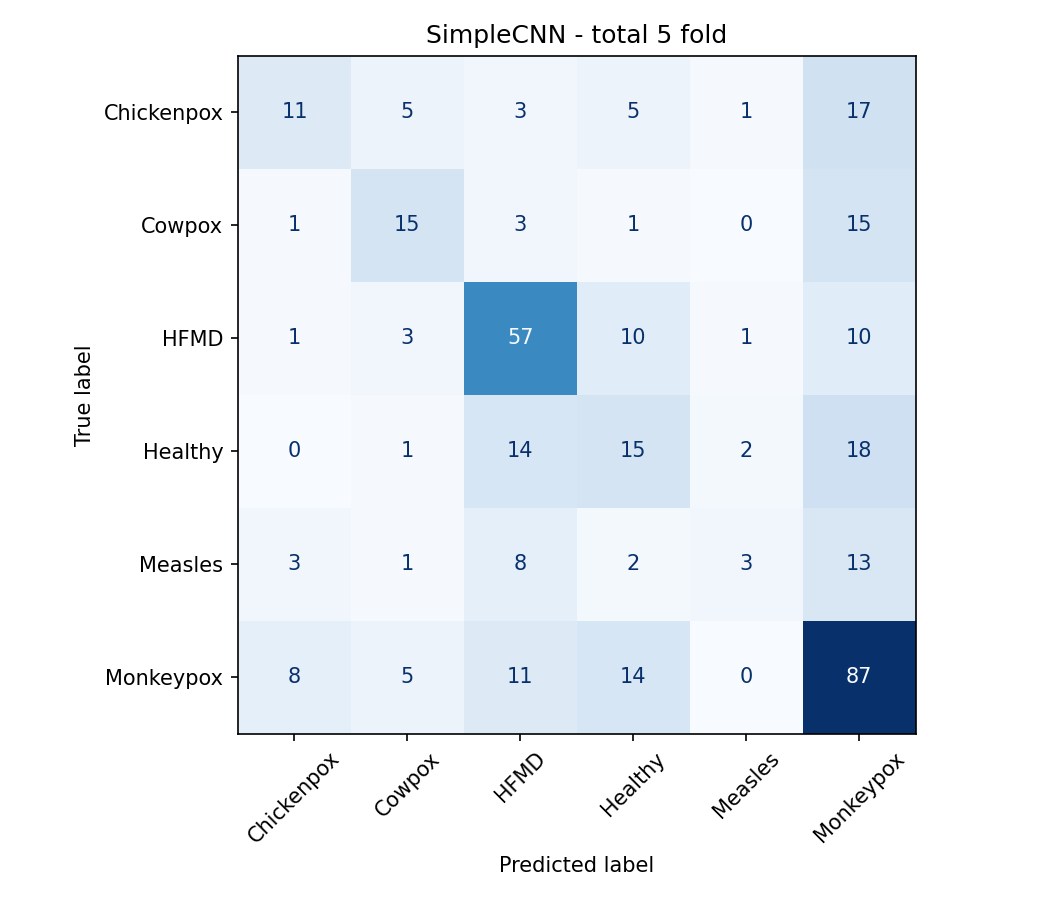 SimpleCNN - total 5 fold
Chickenpox 11 5 3 5 1 17
Cowpox 1 15 3 1 0 15
HFMD 1 3 57 10 1 10
Healthy 0 1 14 15 2 18
Measles 3 1 8 2 3 13
Monkeypox 8 5 11 14 0 87
True label
Chickenpox Cowpox HFMD Healthy Measles Monkeypox
Predicted label